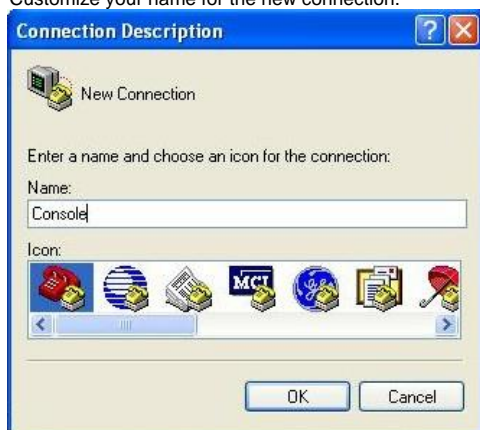 Customize your name for the new connection.
Connection Description
New Connection
Enter a name and choose an icon for the connection:
Name:
Console
Icon:
MCI
OK Cancel